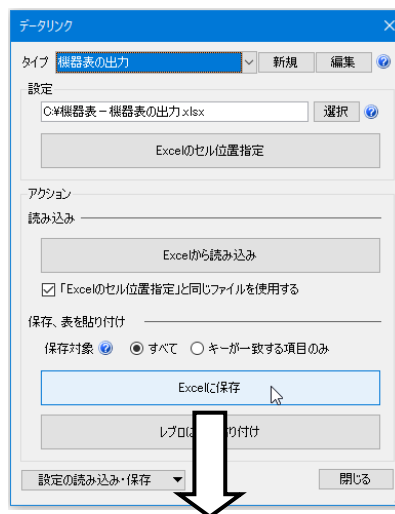 データリンク
タイプ 機器表の出力 新規 編集
設定
C:¥機器表－機器表の出力.xlsx 選択
Excelのセル位置指定
アクション
読み込み
Excelから読み込み
「Excelのセル位置指定」と同じファイルを使用する
保存、表を貼り付け
保存対象 すべて キーが一致する項目のみ
Excelに保存
レブロに り付け
設定の読み込み・保存 閉じる